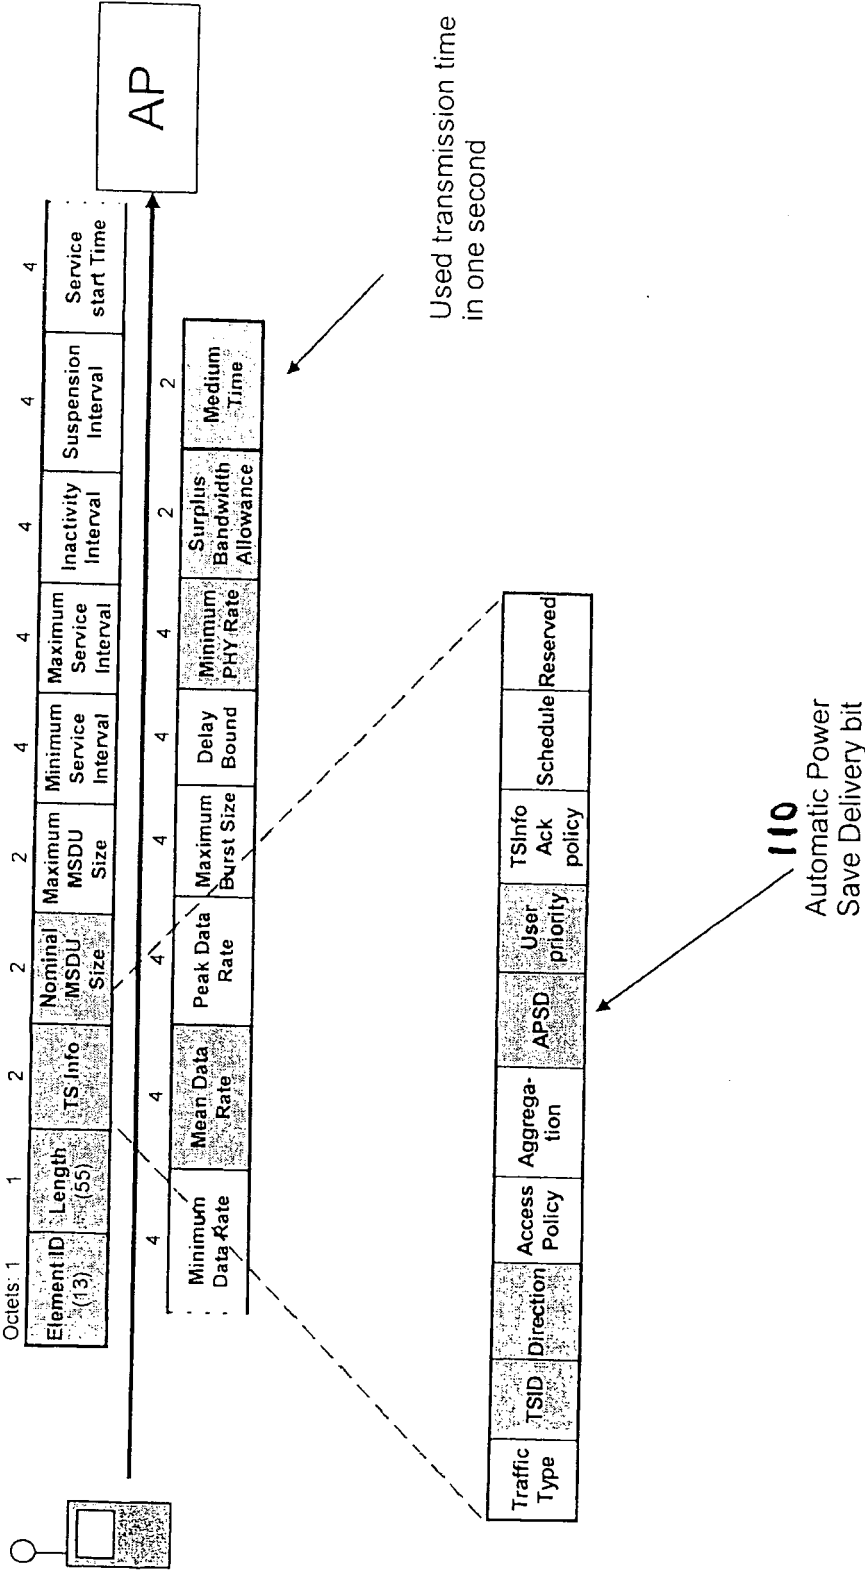 AP
Octets: 1 1 2 2 2 4 4 4 4 4
Element ID
(13)
Length
(55)
TS Info
Nominal
MSDU
Size
Maximum
MSDU
Size
Minimum
Service
Interval
Maximum
Service
Interval
Inactivity
Interval
Suspension
Interval
Service
start Time
4 4 4 4 4 4 2 2
Minimum
Data Rate
Mean Data
Rate
Peak Data
Rate
Maximum
Burst Size
Delay
Bound
Minimum
PHY Rate
Surplus
Bandwidth
Allowance
Medium
Time
Used transmission time
in one second
Traffic
Type
TSID
Direction
Access
Policy
Aggrega-
tion
APSD
User
priority
TSInfo
Ack
policy
Schedule
Reserved
110
Automatic Power
Save Delivery bit